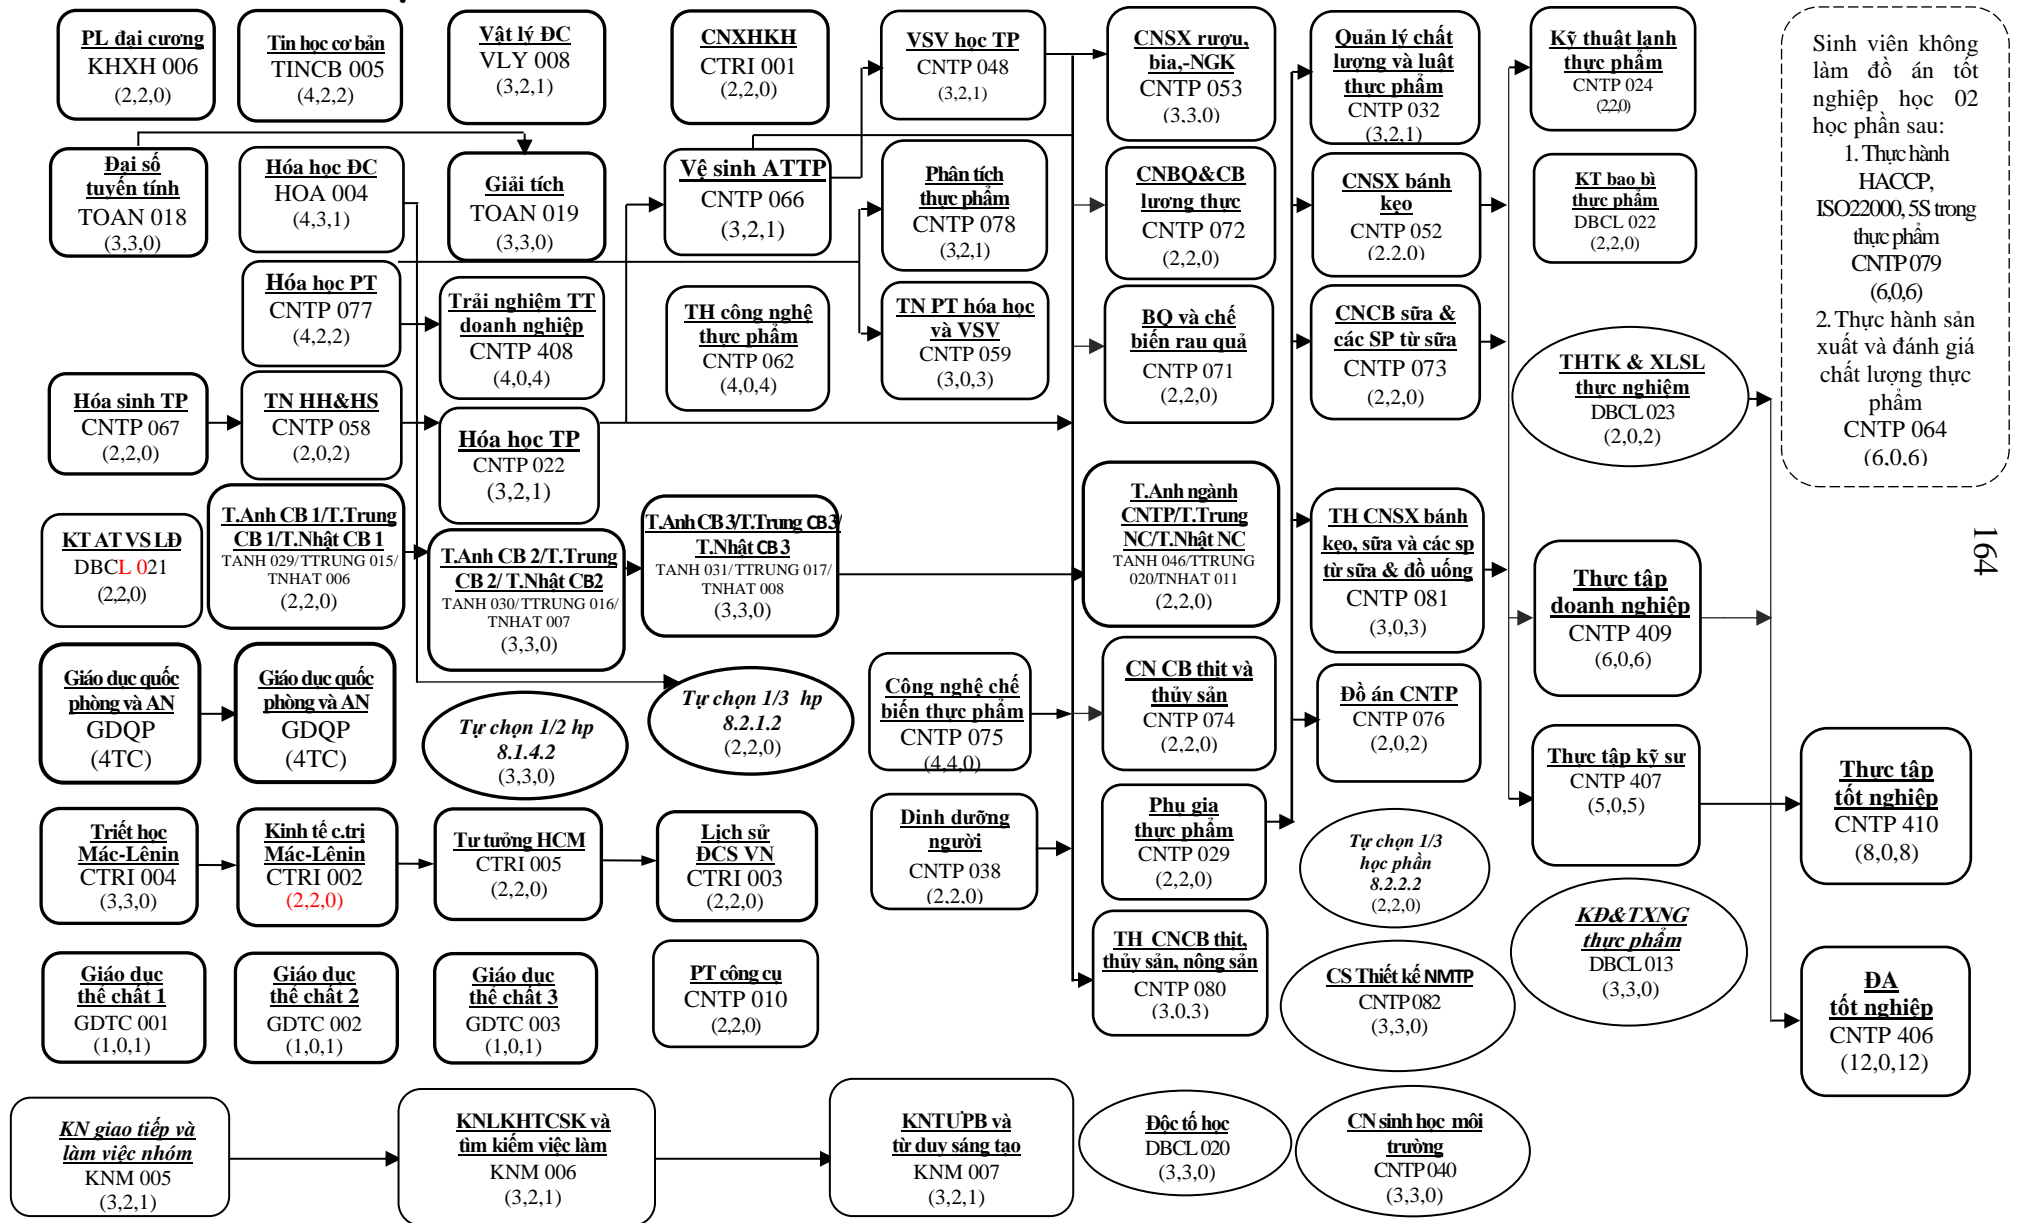 PL đại cương
KHXH 006
(2,2,0)
Tin học cơ bản
TINCB 005
(4,2,2)
Vật lý ĐC
VLY 008
(3,2,1)
CNXHKH
CTRI 001
(2,2,0)
VSV học TP
CNTP 048
(3,2,1)
CNSX rượu,
bia,-NGK
CNTP 053
(3,3,0)
Quản lý chất
lượng và luật
thực phẩm
CNTP 032
(3,2,1)
Kỹ thuật lạnh
thực phẩm
CNTP 024
(2,2,0)
Sinh viên không
làm đồ án tốt
nghiệp học 02
học phần sau:
1. Thực hành
HACCP,
ISO22000, 5S trong
thực phẩm
CNTP 079
(6,0,6)
2. Thực hành sản
xuất và đánh giá
chất lượng thực
phẩm
CNTP 064
(6,0,6)
Đại số
tuyến tính
TOAN 018
(3,3,0)
Hóa học ĐC
HOA 004
(4,3,1)
Giải tích
TOAN 019
(3,3,0)
Vệ sinh ATTP
CNTP 066
(3,2,1)
Phân tích
thực phẩm
CNTP 078
(3,2,1)
CNBQ&CB
lương thực
CNTP 072
(2,2,0)
CNSX bánh
kẹo
CNTP 052
(2,2,0)
KT bao bì
thực phẩm
DBCL 022
(2,2,0)
Hóa học PT
CNTP 077
(4,2,2)
Trải nghiệm TT
doanh nghiệp
CNTP 408
(4,0,4)
TH công nghệ
thực phẩm
CNTP 062
(4,0,4)
TN PT hóa học
và VSV
CNTP 059
(3,0,3)
BQ và chế
biến rau quả
CNTP 071
(2,2,0)
CNCB sữa &
các SP từ sữa
CNTP 073
(2,2,0)
THTK & XLSL
thực nghiệm
DBCL 023
(2,0,2)
Hóa sinh TP
CNTP 067
(2,2,0)
TN HH&HS
CNTP 058
(2,0,2)
Hóa học TP
CNTP 022
(3,2,1)
KT AT VS LĐ
DBCL 021
(2,2,0)
T.Anh CB 1/T.Trung
CB 1/T.Nhật CB 1
TANH 029/TTRUNG 015/
TNHAT 006
(2,2,0)
T.Anh CB 2/T.Trung
CB 2/ T.Nhật CB2
TANH 030/TTRUNG 016/
TNHAT 007
(3,3,0)
T.Anh CB 3/T.Trung CB 3/
T.Nhật CB 3
TANH 031/TTRUNG 017/
TNHAT 008
(3,3,0)
T.Anh ngành
CNTP/T.Trung
NC/T.Nhật NC
TANH 046/TTRUNG
020/TNHAT 011
(2,2,0)
TH CNSX bánh
kẹo, sữa và các sp
từ sữa & đồ uống
CNTP 081
(3,0,3)
Thực tập
doanh nghiệp
CNTP 409
(6,0,6)
164
Giáo dục quốc
phòng và AN
GDQP
(4TC)
Giáo dục quốc
phòng và AN
GDQP
(4TC)
Tự chọn 1/2 hp
8.1.4.2
(3,3,0)
Tự chọn 1/3 hp
8.2.1.2
(2,2,0)
Công nghệ chế
biến thực phẩm
CNTP 075
(4,4,0)
CN CB thịt và
thủy sản
CNTP 074
(2,2,0)
Đồ án CNTP
CNTP 076
(2,0,2)
Thực tập kỹ sư
CNTP 407
(5,0,5)
Thực tập
tốt nghiệp
CNTP 410
(8,0,8)
Triết học
Mác-Lênin
CTRI 004
(3,3,0)
Kinh tế c.trị
Mác-Lênin
CTRI 002
(2,2,0)
Tư tưởng HCM
CTRI 005
(2,2,0)
Lịch sử
ĐCS VN
CTRI 003
(2,2,0)
Dinh dưỡng
người
CNTP 038
(2,2,0)
Phụ gia
thực phẩm
CNTP 029
(2,2,0)
Tự chọn 1/3
học phần
8.2.2.2
(2,2,0)
KĐ&TXNG
thực phẩm
DBCL 013
(3,3,0)
Giáo dục
thể chất 1
GDTC 001
(1,0,1)
Giáo dục
thể chất 2
GDTC 002
(1,0,1)
Giáo dục
thể chất 3
GDTC 003
(1,0,1)
PT công cụ
CNTP 010
(2,2,0)
TH CNCB thịt,
thủy sản, nông sản
CNTP 080
(3,0,3)
CS Thiết kế NMTP
CNTP 082
(3,3,0)
ĐA
tốt nghiệp
CNTP 406
(12,0,12)
KN giao tiếp và
làm việc nhóm
KNM 005
(3,2,1)
KNLKHTCSK và
tìm kiếm việc làm
KNM 006
(3,2,1)
KNTƯPB và
từ duy sáng tạo
KNM 007
(3,2,1)
Độc tố học
DBCL 020
(3,3,0)
CN sinh học môi
trường
CNTP 040
(3,3,0)